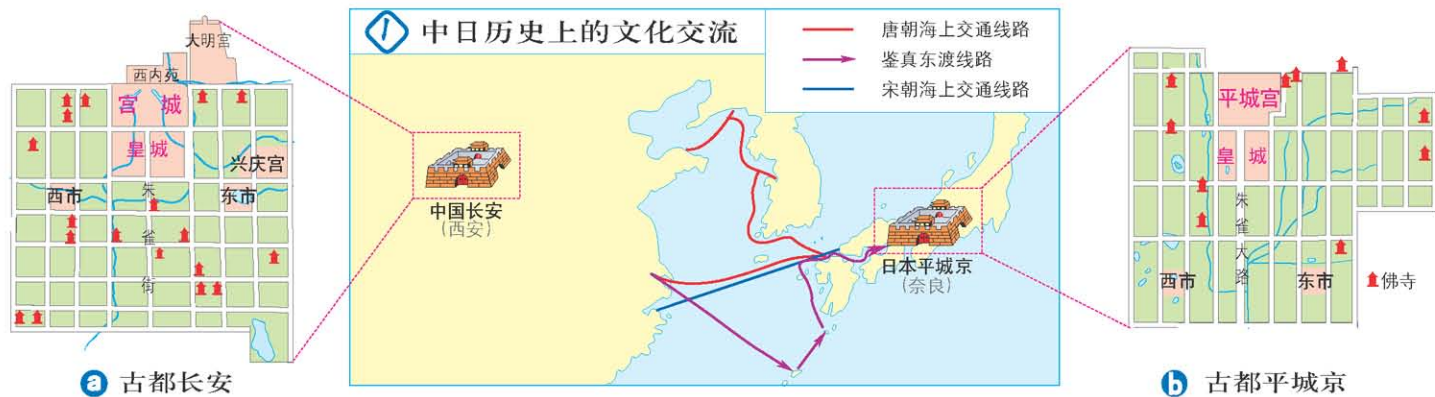 1 中日历史上的文化交流
唐朝海上交通线路
鉴真东渡线路
宋朝海上交通线路
中国长安
(西安)
日本平城京
(奈良)
大明宫
西内苑
宫城
皇城
兴庆宫
西市
东市
朱雀街
a 古都长安
平城宫
皇城
朱雀大路
西市
东市
佛寺
b 古都平城京